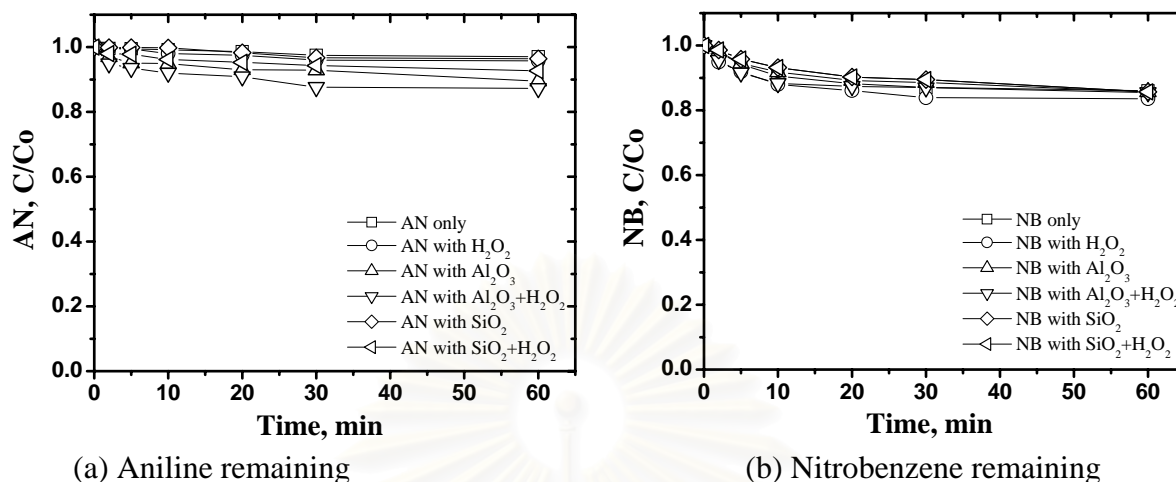 AN, C/Co
1.0
0.8
0.6
0.4
0.2
0.0
AN only
AN with H₂O₂
AN with Al₂O₃
AN with Al₂O₃+H₂O₂
AN with SiO₂
AN with SiO₂+H₂O₂
0 10 20 30 40 50 60
Time, min
(a) Aniline remaining
NB, C/Co
1.0
0.8
0.6
0.4
0.2
0.0
NB only
NB with H₂O₂
NB with Al₂O₃
NB with Al₂O₃+H₂O₂
NB with SiO₂
NB with SiO₂+H₂O₂
0 10 20 30 40 50 60
Time, min
(b) Nitrobenzene remaining